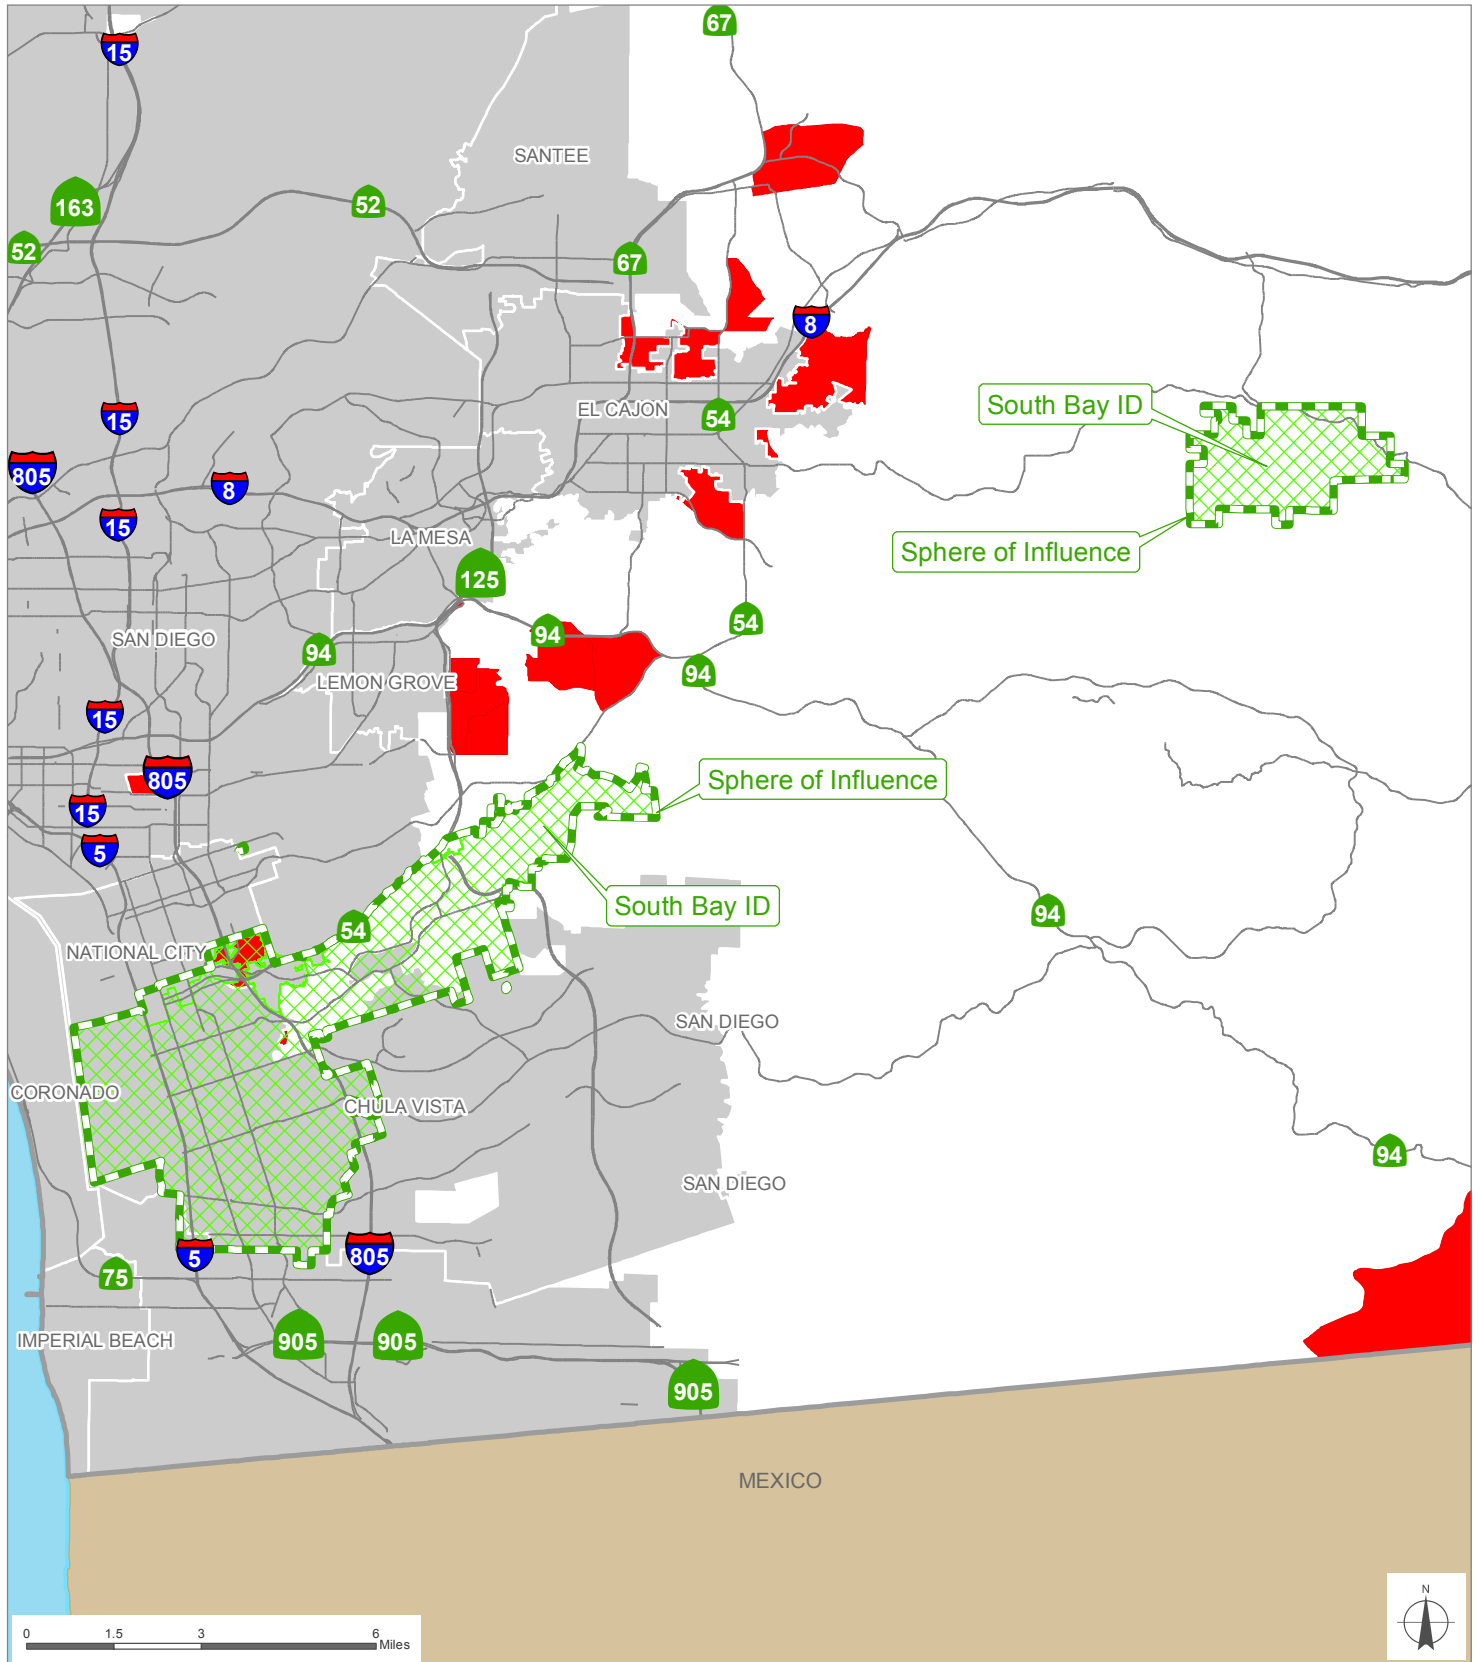 67
15
SANTEE
163
52
52
67
8
South Bay ID
EL CAJON
54
15
805
8
15
LA MESA
Sphere of Influence
125
54
SAN DIEGO
94
94
94
LEMON GROVE
15
805
Sphere of Influence
15
5
South Bay ID
94
54
NATIONAL CITY
SAN DIEGO
CORONADO
CHULA VISTA
94
SAN DIEGO
5
805
75
IMPERIAL BEACH
905
905
905
MEXICO
N
0 1.5 3 6
Miles